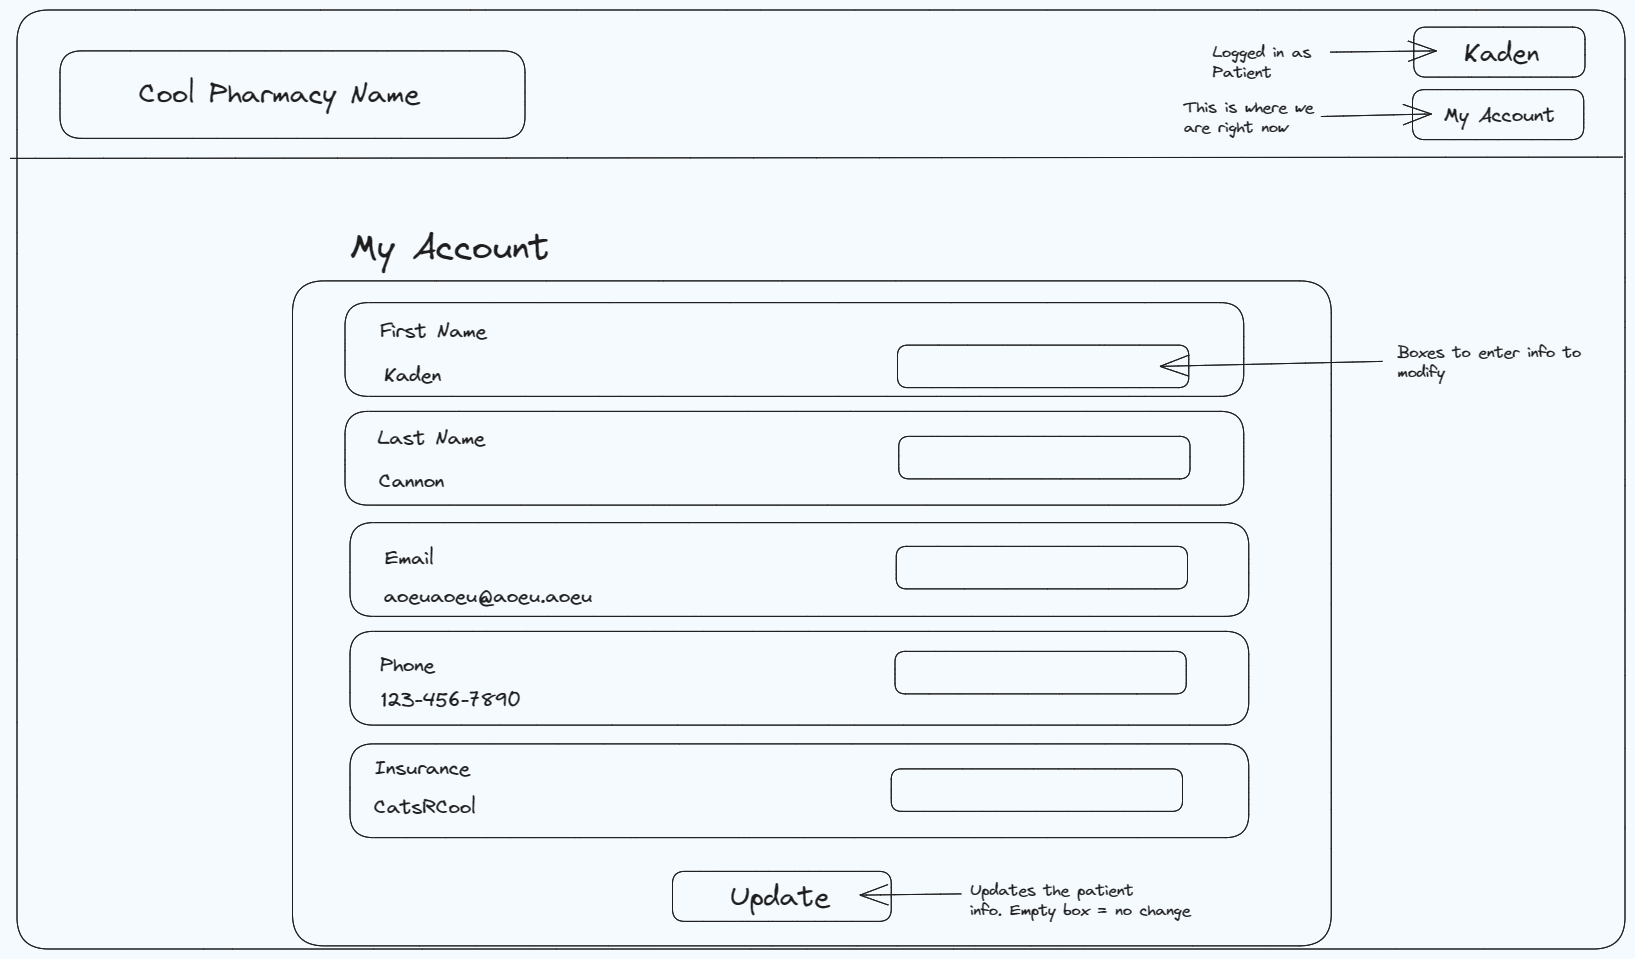 Cool Pharmacy Name
Logged in as
Patient
Kaden
This is where we
are right now
My Account
My Account
First Name
Kaden
Boxes to enter info to
modify
Last Name
Cannon
Email
aoeuaoeu@aoeu.aoeu
Phone
123-456-7890
Insurance
CatsRCool
Update
Updates the patient
info. Empty box = no change